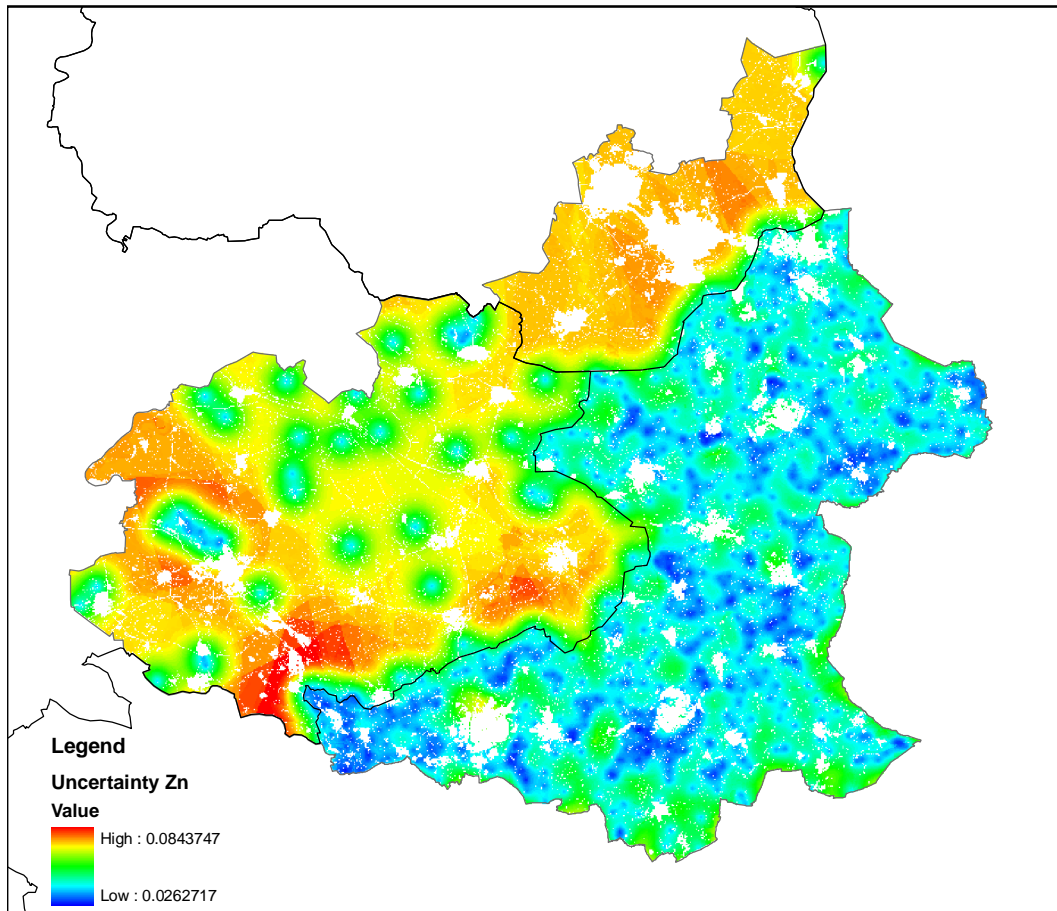 Legend
Uncertainty Zn
Value
High : 0.0843747
Low : 0.0262717